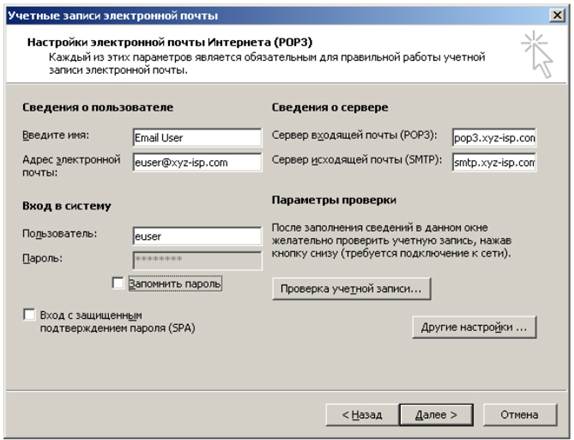 Учетные записи электронной почты
Настройки электронной почты Интернета (POP3)
Каждый из этих параметров является обязательным для правильной работы учетной
записи электронной почты.
Сведения о пользователе
Введите имя: Email User
Адрес электронной
почты: euser@xyz-isp.com
Вход в систему
Пользователь: euser
Пароль: ********
Запомнить пароль
Вход с защищенным
подтверждением пароля (SPA)
Сведения о сервере
Сервер входящей почты (POP3): pop3.xyz-isp.com
Сервер исходящей почты (SMTP): smtp.xyz-isp.com
Параметры проверки
После заполнения сведений в данном окне
желательно проверить учетную запись, нажав
кнопку снизу (требуется подключение к сети).
Проверка учетной записи...
Другие настройки ...
< Назад
Далее >
Отмена